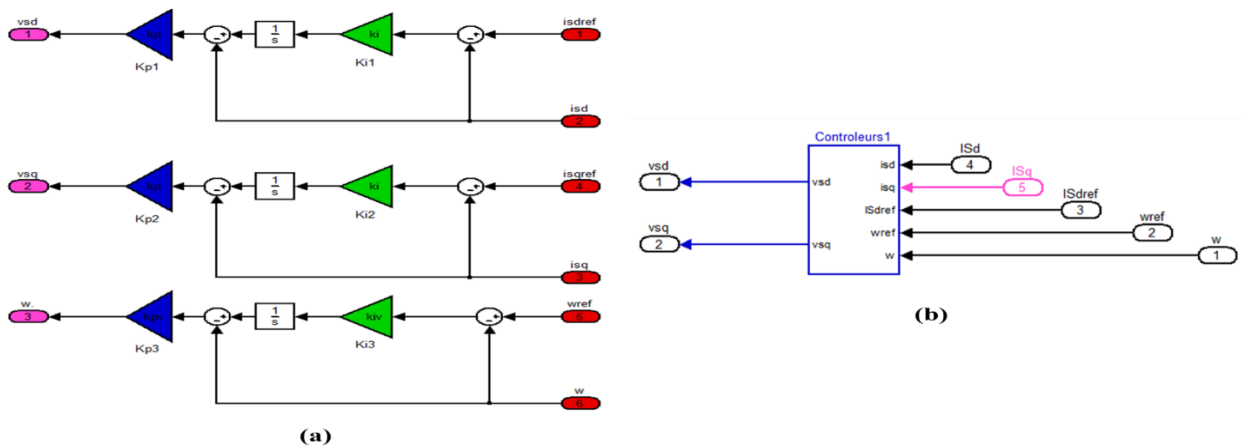 vsd
1
kp
Kp1
1
s
ki
Ki1
isdref
1
isd
2
vsq
2
kp
Kp2
1
s
ki
Ki2
isqref
4
isq
3
w.
3
kpv
Kp3
1
s
kiv
Ki3
wref
5
w
6
(a)
Controleurs1
vsd
1
vsq
2
vsd
vsq
isd
isq
ISdref
wref
w
ISd
4
ISq
5
ISdref
3
wref
2
w
1
(b)